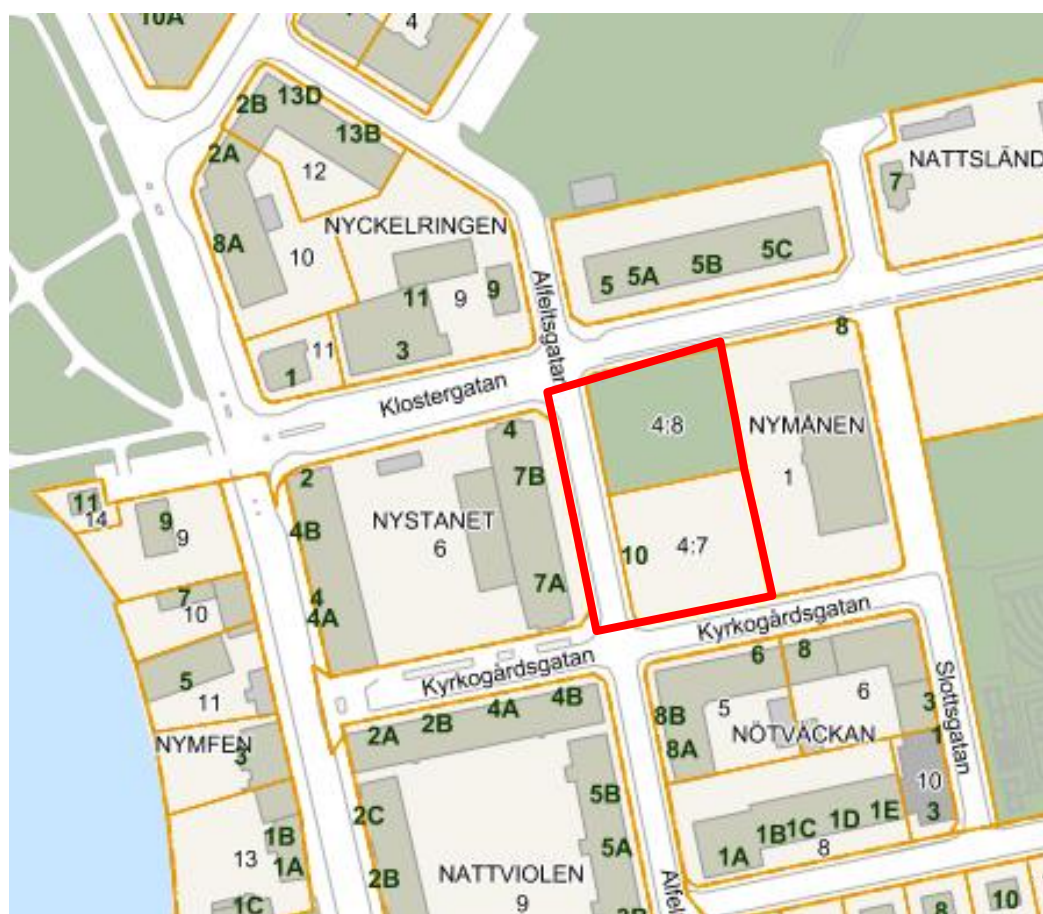 10A
4
2B
13D
13B
2A
12
NYCKELRINGEN
8A
10
11
9
9
11
3
1
Klostergatan
Alfeltsgatan
5
5A
5B
5C
7
NATTSLÄND
8
4:8
NYMÅNEN
1
4:7
10
4
7B
2
4B
NYSTANET
6
4
4A
7A
11
14
9
9
7
10
5
11
NYMFEN
3
13
1B
1A
1C
Kyrkogårdsgatan
Kyrkogårdsgatan
Slottsgatan
2A
2B
4A
4B
2C
2B
5B
5A
NATTVIOLEN
9
Alfel
6
8
5
6
8B
8A
NÖTVÄCKAN
3
1
10
3
1A
1B
1C
1D
1E
8
8
10